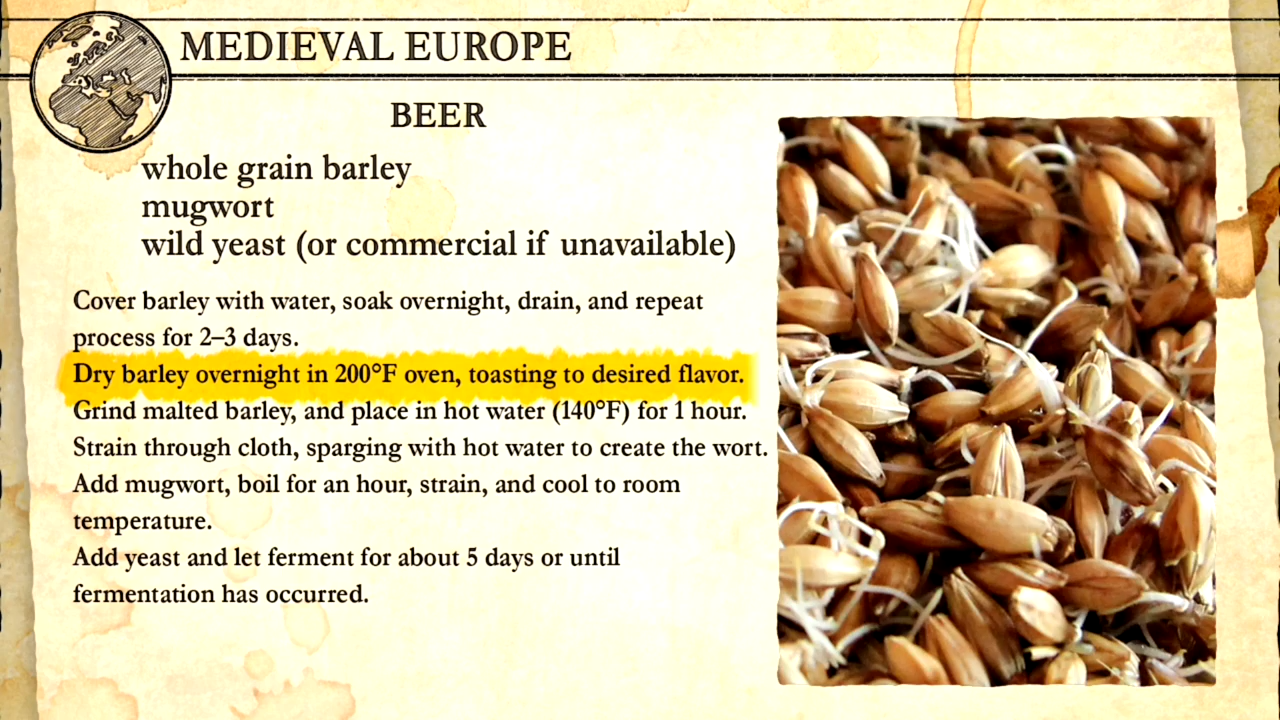 MEDIEVAL EUROPE
BEER
whole grain barley
mugwort
wild yeast (or commercial if unavailable)
Cover barley with water, soak overnight, drain, and repeat
process for 2–3 days.
Dry barley overnight in 200°F oven, toasting to desired flavor.
Grind malted barley, and place in hot water (140°F) for 1 hour.
Strain through cloth, sparging with hot water to create the wort.
Add mugwort, boil for an hour, strain, and cool to room
temperature.
Add yeast and let ferment for about 5 days or until
fermentation has occurred.